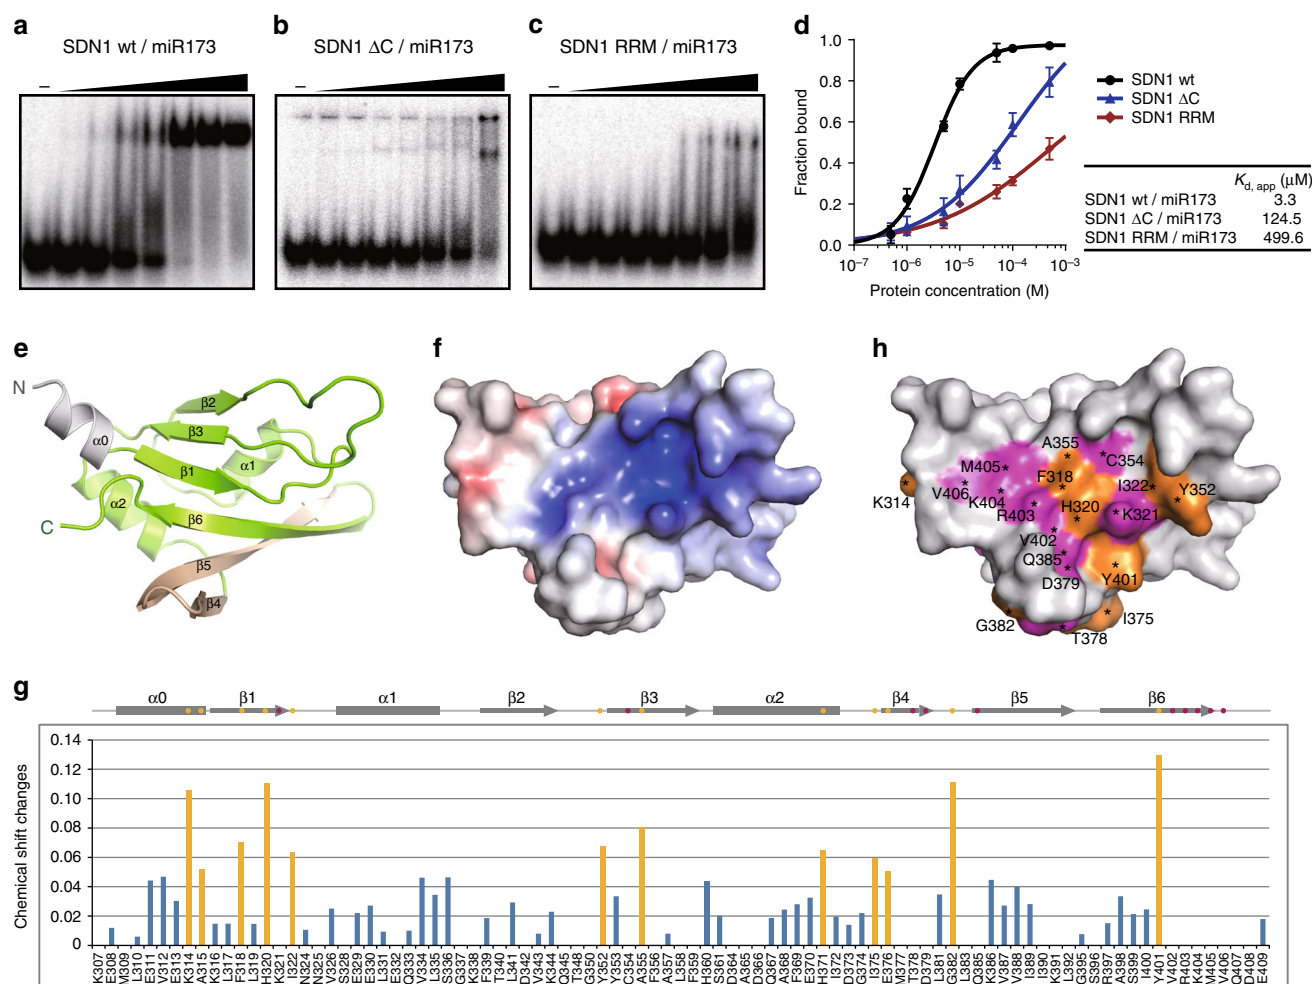 a
SDN1 wt / miR173
–
b
SDN1 ΔC / miR173
–
c
SDN1 RRM / miR173
–
d
Fraction bound
1.0
0.8
0.6
0.4
0.2
0.0
10⁻⁷ 10⁻⁶ 10⁻⁵ 10⁻⁴ 10⁻³
Protein concentration (M)
SDN1 wt
SDN1 ΔC
SDN1 RRM
Kd, app (μM)
SDN1 wt / miR173 3.3
SDN1 ΔC / miR173 124.5
SDN1 RRM / miR173 499.6
e
N
α0
β2
β3
β1
α1
α2
β6
C
β5
β4
f
h
A355
C354
M405
F318
I322
Y352
K314
V406
K404
H320
K321
R403
V402
Q385
D379
Y401
G382
I375
T378
g
α0 β1 α1 β2 β3 α2 β4 β5 β6
Chemical shift changes
0.14
0.12
0.10
0.08
0.06
0.04
0.02
0
K307 E308 M309 L310 E311 V312 E313 K314 A315 K316 L317 F318 L319 H320 K321 I322 N324 N325 V326 S328 E329 E330 L331 E332 Q333 V334 L335 S336 G337 K338 F339 T340 L341 D342 V343 K344 Q345 T348 G350 Y352 Y353 C354 A355 F356 A357 L358 F359 H360 S361 D364 A365 D366 Q367 A368 F369 E370 H371 I372 D373 G374 I375 E376 M377 T378 D379 L381 G382 L383 Q385 K386 V387 V388 I389 I390 K391 L392 G395 S396 R397 A398 S399 I400 Y401 V402 R403 K404 M405 V406 Q407 D408 E409